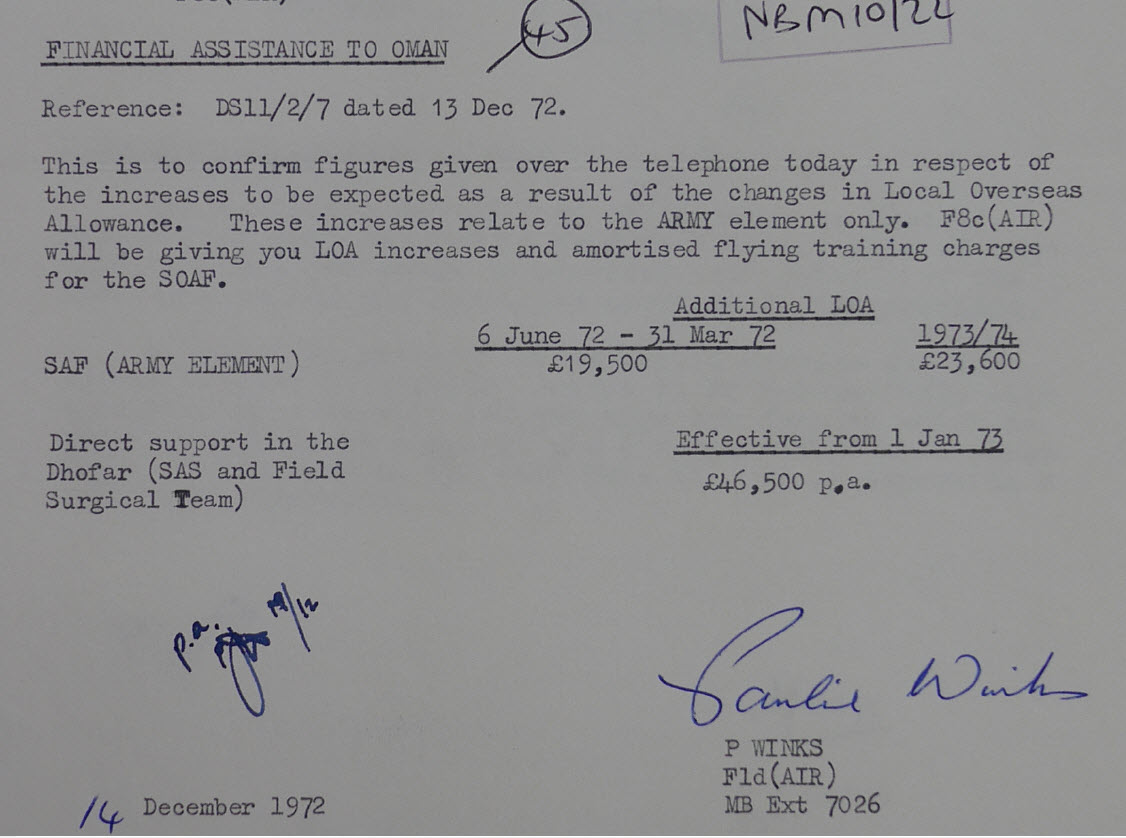 45
NBM10/22
FINANCIAL ASSISTANCE TO OMAN
Reference: DS11/2/7 dated 13 Dec 72.
This is to confirm figures given over the telephone today in respect of
the increases to be expected as a result of the changes in Local Overseas
Allowance. These increases relate to the ARMY element only. F8c(AIR)
will be giving you LOA increases and amortised flying training charges
for the SOAF.
Additional LOA
6 June 72 - 31 Mar 72 1973/74
SAF (ARMY ELEMENT) £19,500 £23,600
Direct support in the Effective from 1 Jan 73
Dhofar (SAS and Field £46,500 p.a.
Surgical Team)
p.a.
Winks
P WINKS
F1d(AIR)
MB Ext 7026
14 December 1972